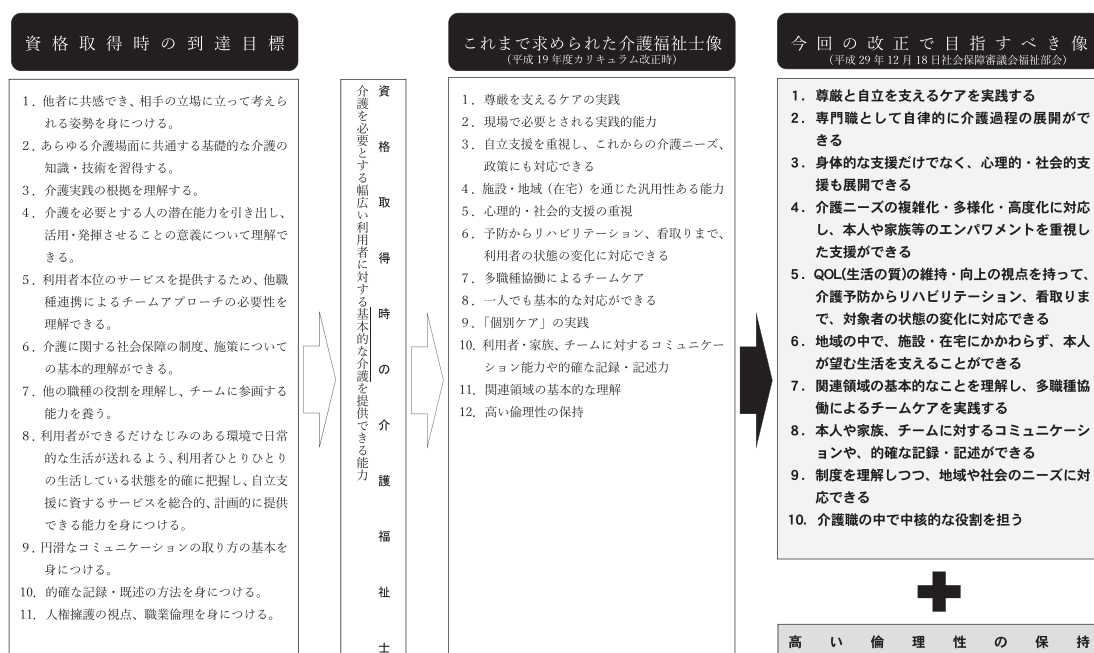 資格取得時の到達目標
1．他者に共感でき、相手の立場に立って考えら
れる姿勢を身につける。
2．あらゆる介護場面に共通する基礎的な介護の
知識・技術を習得する。
3．介護実践の根拠を理解する。
4．介護を必要とする人の潜在能力を引き出し、
活用・発揮させることの意義について理解で
きる。
5．利用者本位のサービスを提供するため、他職
種連携によるチームアプローチの必要性を
理解できる。
6．介護に関する社会保障の制度、施策について
の基本的理解ができる。
7．他の職種の役割を理解し、チームに参画する
能力を養う。
8．利用者ができるだけなじみのある環境で日常
的な生活が送れるよう、利用者ひとりひとり
の生活している状態を的確に把握し、自立支
援に資するサービスを総合的、計画的に提供
できる能力を身につける。
9．円滑なコミュニケーションの取り方の基本を
身につける。
10．的確な記録・既述の方法を身につける。
11．人権擁護の視点、職業倫理を身につける。
資格取得時の介護福祉士
介護を必要とする幅広い利用者に対する基本的な介護を提供できる能力
これまで求められた介護福祉士像
（平成 19 年度カリキュラム改正時）
1．尊厳を支えるケアの実践
2．現場で必要とされる実践的能力
3．自立支援を重視し、これからの介護ニーズ、
政策にも対応できる
4．施設・地域（在宅）を通じた汎用性ある能力
5．心理的・社会的支援の重視
6．予防からリハビリテーション、看取りまで、
利用者の状態の変化に対応できる
7．多職種協働によるチームケア
8．一人でも基本的な対応ができる
9．「個別ケア」の実践
10．利用者・家族、チームに対するコミュニケー
ション能力や的確な記録・記述力
11．関連領域の基本的な理解
12．高い倫理性の保持
今回の改正で目指すべき像
（平成 29 年 12 月 18 日社会保障審議会福祉部会）
1．尊厳と自立を支えるケアを実践する
2．専門職として自律的に介護過程の展開がで
きる
3．身体的な支援だけでなく、心理的・社会的支
援も展開できる
4．介護ニーズの複雑化・多様化・高度化に対応
し、本人や家族等のエンパワメントを重視し
た支援ができる
5．QOL(生活の質)の維持・向上の視点を持って、
介護予防からリハビリテーション、看取りま
で、対象者の状態の変化に対応できる
6．地域の中で、施設・在宅にかかわらず、本人
が望む生活を支えることができる
7．関連領域の基本的なことを理解し、多職種協
働によるチームケアを実践する
8．本人や家族、チームに対するコミュニケーシ
ョンや、的確な記録・記述ができる
9．制度を理解しつつ、地域や社会のニーズに対
応できる
10．介護職の中で中核的な役割を担う
高い倫理性の保持